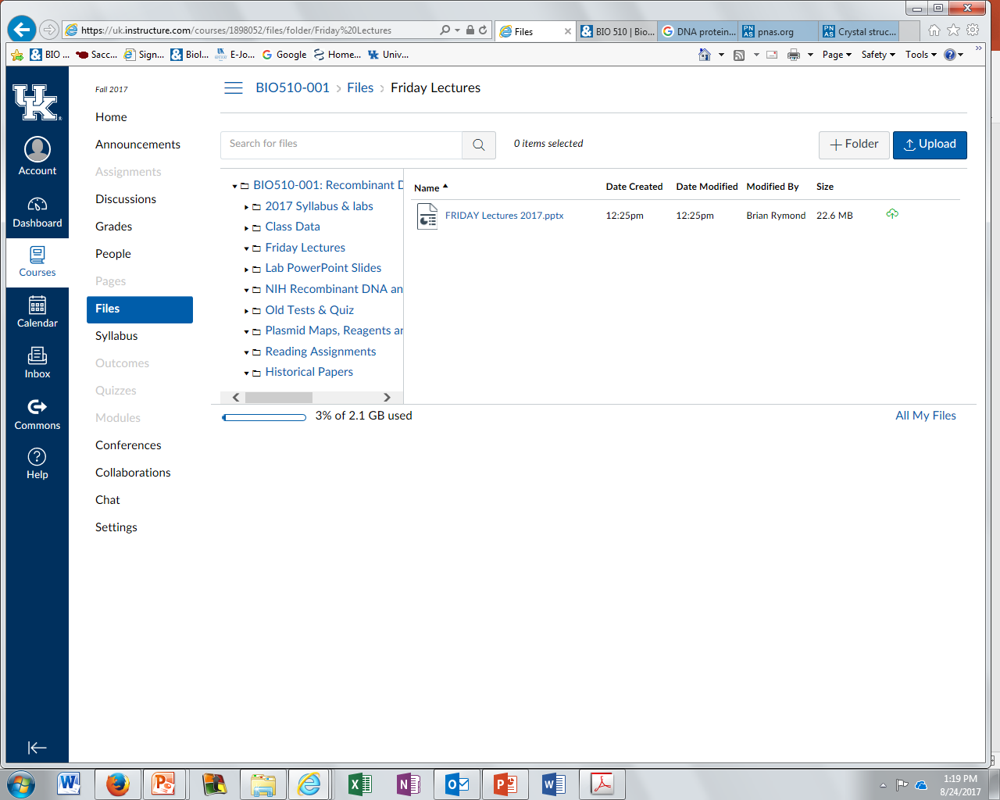 https://uk.instructure.com/courses/1898052/files/folder/Friday%20Lectures
Files
BIO 510 | Bio...
DNA protein...
pnas.org
Crystal struc...
BIO ...
Sacc...
Sign...
Biol...
E-Jo...
Google
Home...
Univ...
Page
Safety
Tools
UK
Account
Dashboard
Courses
Calendar
Inbox
Commons
Help
Fall 2017
Home
Announcements
Assignments
Discussions
Grades
People
Pages
Files
Syllabus
Outcomes
Quizzes
Modules
Conferences
Collaborations
Chat
Settings
BIO510-001 > Files > Friday Lectures
Search for files
0 items selected
Folder
Upload
BIO510-001: Recombinant D
2017 Syllabus & labs
Class Data
Friday Lectures
Lab PowerPoint Slides
NIH Recombinant DNA an
Old Tests & Quiz
Plasmid Maps, Reagents an
Reading Assignments
Historical Papers
Name Date Created Date Modified Modified By Size
FRIDAY Lectures 2017.pptx 12:25pm 12:25pm Brian Rymond 22.6 MB
3% of 2.1 GB used
All My Files
1:19 PM
8/24/2017